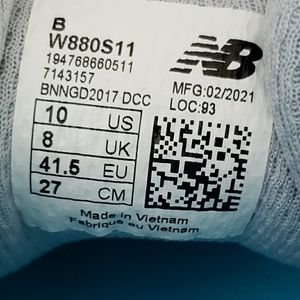 B
W880S11
194768660511
7143157
BNNGD2017 DCC
NB
MFG:02/2021
LOC:93
10 US
8 UK
41.5 EU
27 CM
Made in Vietnam
Fabriqué au Vietnam